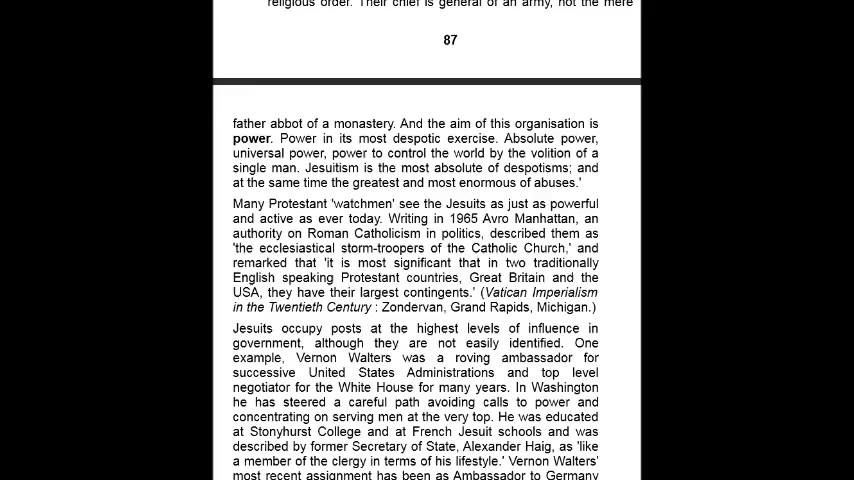 religious order. Their chief is general of an army, not the mere
87
father abbot of a monastery. And the aim of this organisation is
power. Power in its most despotic exercise. Absolute power,
universal power, power to control the world by the volition of a
single man. Jesuitism is the most absolute of despotisms; and
at the same time the greatest and most enormous of abuses.'
Many Protestant 'watchmen' see the Jesuits as just as powerful
and active as ever today. Writing in 1965 Avro Manhattan, an
authority on Roman Catholicism in politics, described them as
'the ecclesiastical storm-troopers of the Catholic Church,' and
remarked that 'it is most significant that in two traditionally
English speaking Protestant countries, Great Britain and the
USA, they have their largest contingents.' (Vatican Imperialism
in the Twentieth Century : Zondervan, Grand Rapids, Michigan.)
Jesuits occupy posts at the highest levels of influence in
government, although they are not easily identified. One
example, Vernon Walters was a roving ambassador for
successive United States Administrations and top level
negotiator for the White House for many years. In Washington
he has steered a careful path avoiding calls to power and
concentrating on serving men at the very top. He was educated
at Stonyhurst College and at French Jesuit schools and was
described by former Secretary of State, Alexander Haig, as 'like
a member of the clergy in terms of his lifestyle.' Vernon Walters'
most recent assignment has been as Ambassador to Germany